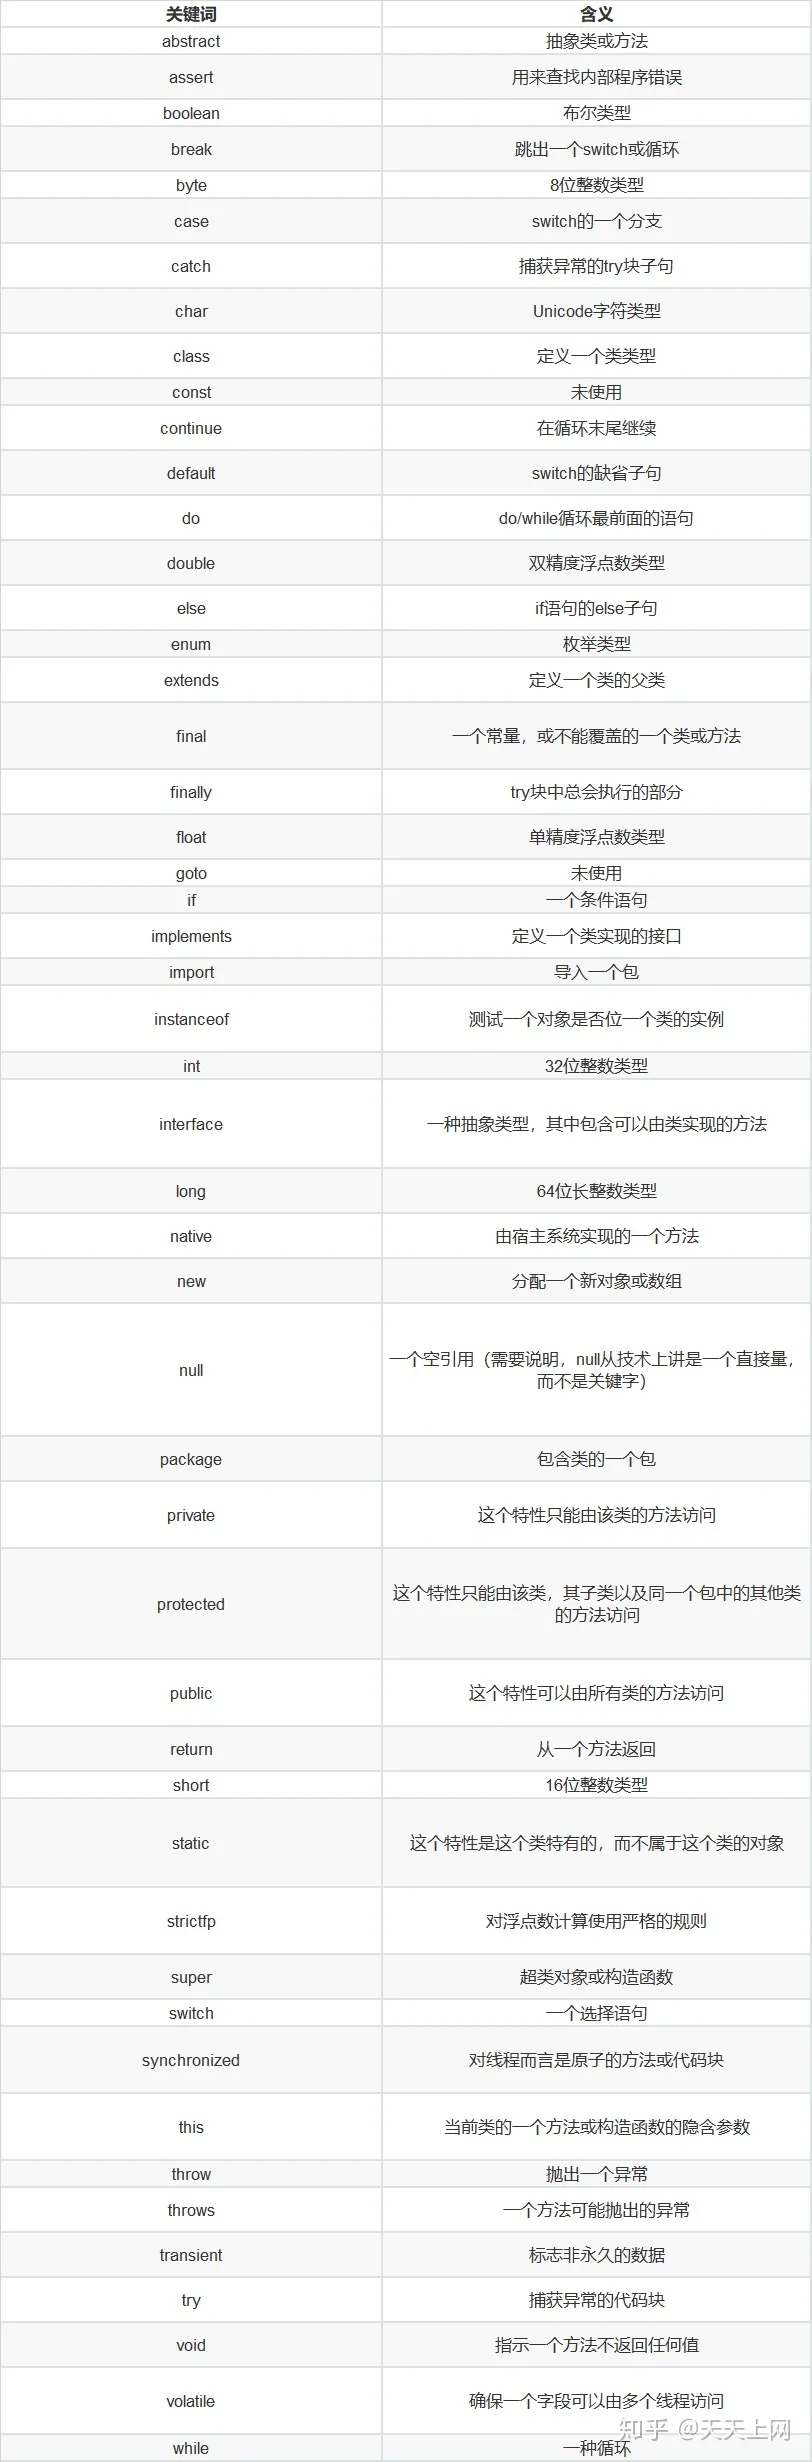 关键词 含义
abstract 抽象类或方法
assert 用来查找内部程序错误
boolean 布尔类型
break 跳出一个switch或循环
byte 8位整数类型
case switch的一个分支
catch 捕获异常的try块子句
char Unicode字符类型
class 定义一个类类型
const 未使用
continue 在循环末尾继续
default switch的缺省子句
do do/while循环最前面的语句
double 双精度浮点数类型
else if语句的else子句
enum 枚举类型
extends 定义一个类的父类
final 一个常量，或不能覆盖的一个类或方法
finally try块中总会执行的部分
float 单精度浮点数类型
goto 未使用
if 一个条件语句
implements 定义一个类实现的接口
import 导入一个包
instanceof 测试一个对象是否位一个类的实例
int 32位整数类型
interface 一种抽象类型，其中包含可以由类实现的方法
long 64位长整数类型
native 由宿主系统实现的一个方法
new 分配一个新对象或数组
null 一个空引用（需要说明，null从技术上讲是一个直接量，
而不是关键字）
package 包含类的一个包
private 这个特性只能由该类的方法访问
protected 这个特性只能由该类，其子类以及同一个包中的其他类
的方法访问
public 这个特性可以由所有类的方法访问
return 从一个方法返回
short 16位整数类型
static 这个特性是这个类特有的，而不属于这个类的对象
strictfp 对浮点数计算使用严格的规则
super 超类对象或构造函数
switch 一个选择语句
synchronized 对线程而言是原子的方法或代码块
this 当前类的一个方法或构造函数的隐含参数
throw 抛出一个异常
throws 一个方法可能抛出的异常
transient 标志非永久的数据
try 捕获异常的代码块
void 指示一个方法不返回任何值
volatile 确保一个字段可以由多个线程访问
知乎 @天天上网
while 一种循环